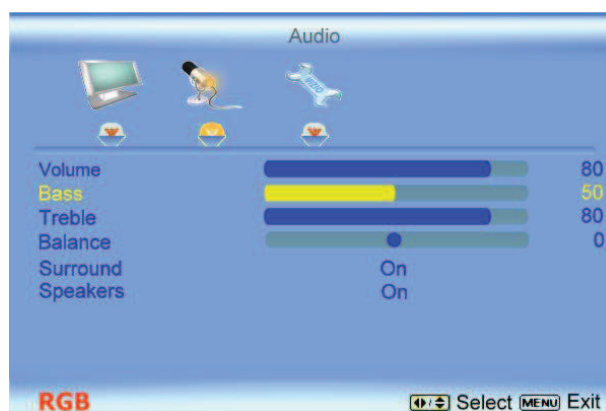 Audio
Volume 80
Bass 50
Treble 80
Balance 0
Surround On
Speakers On
RGB Select MENU Exit